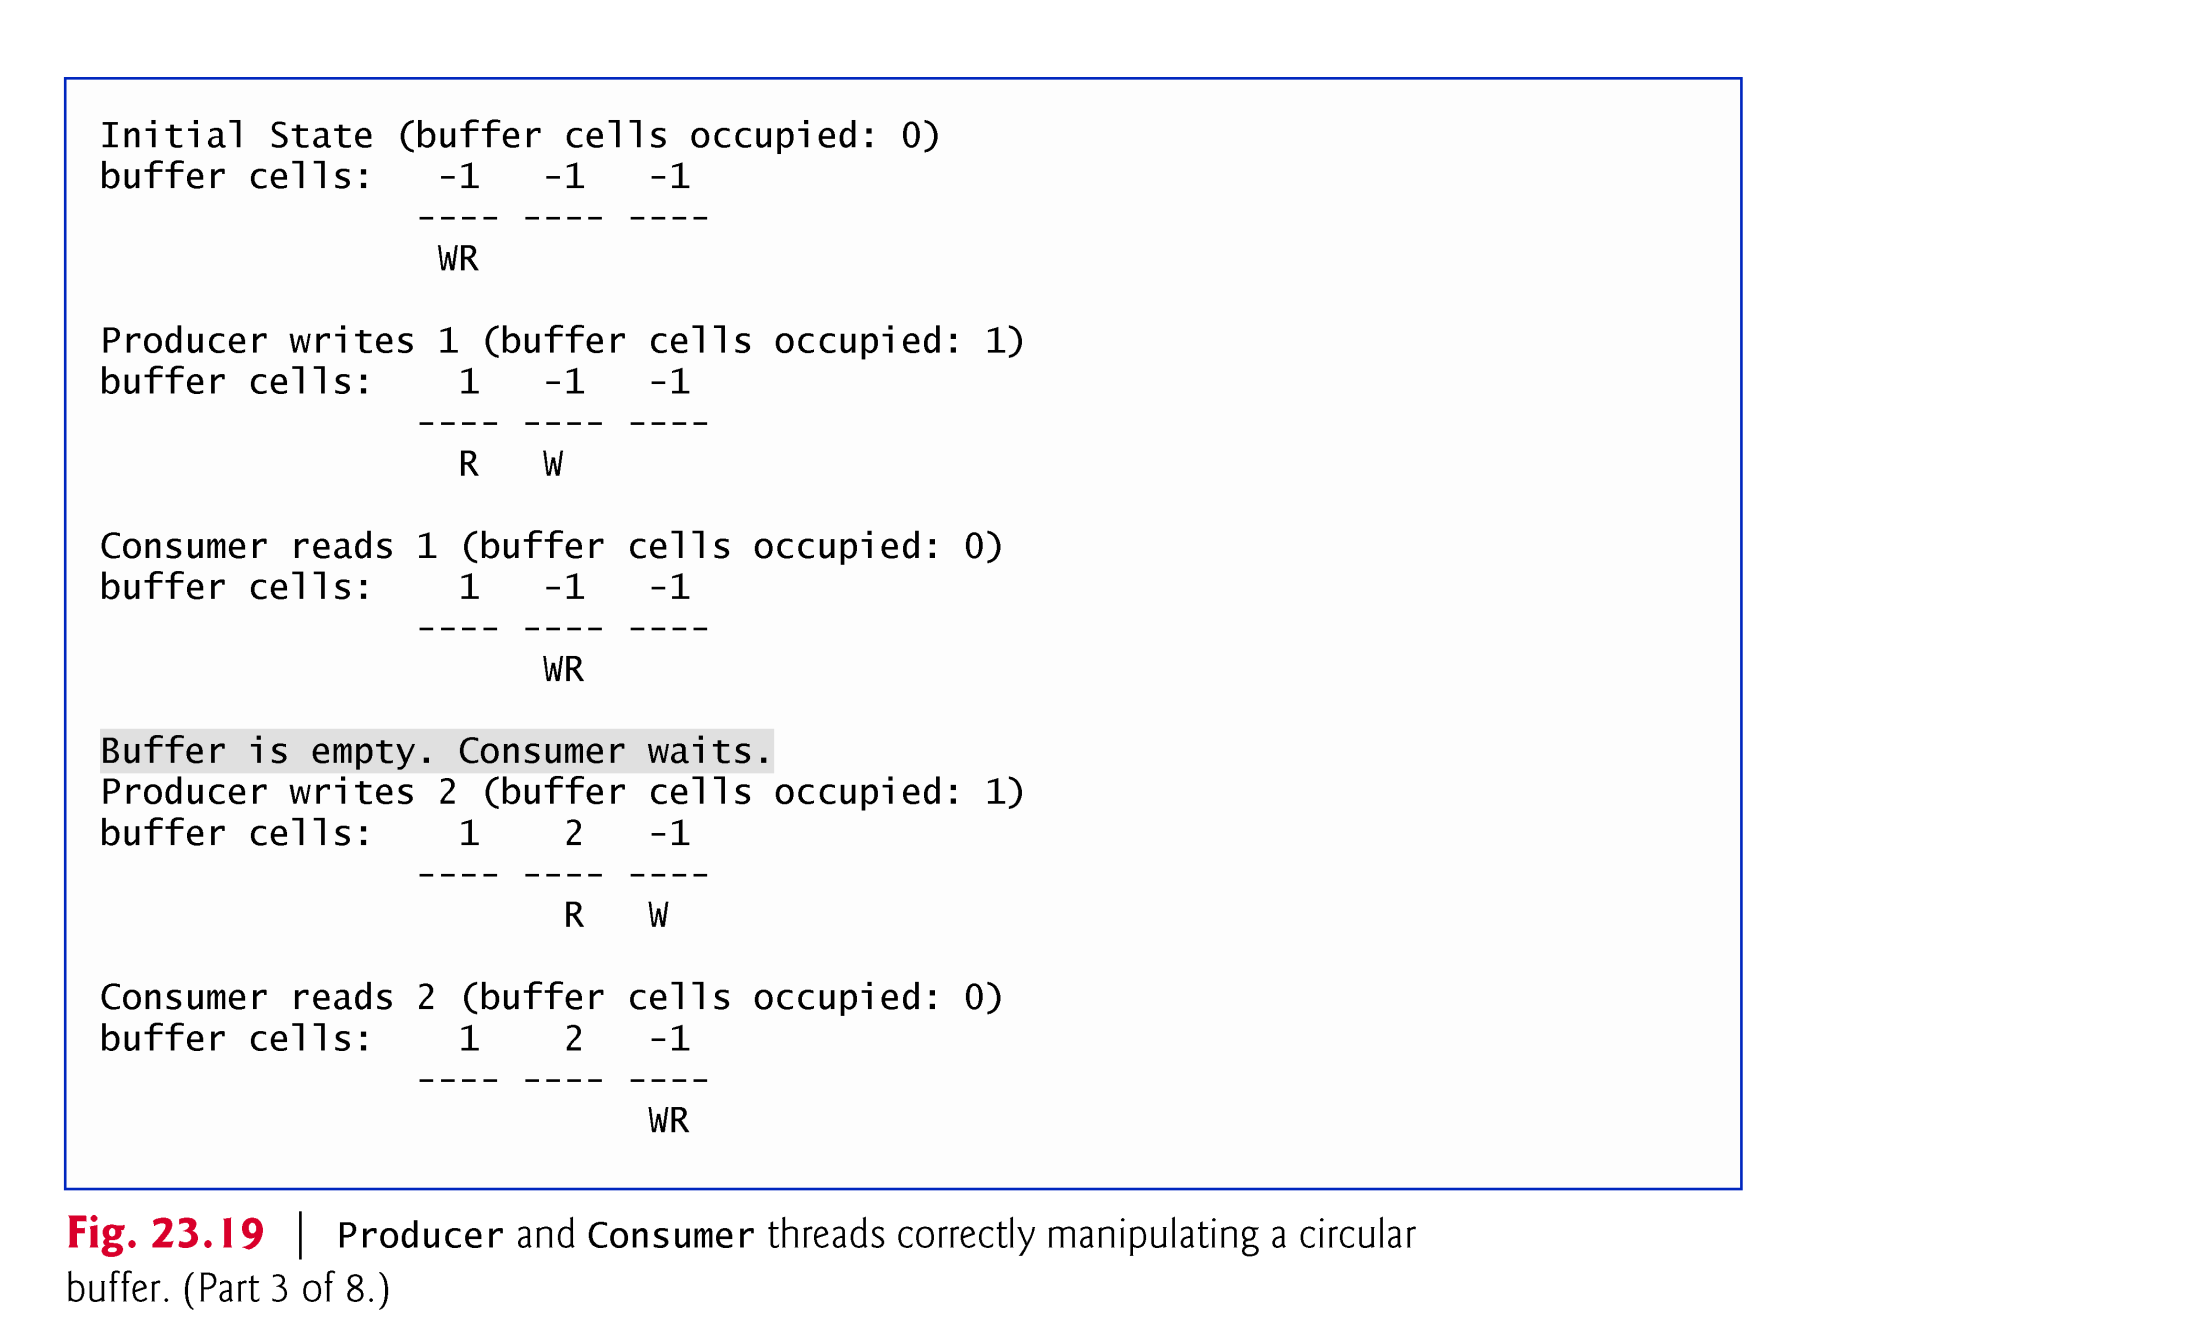 Initial State (buffer cells occupied: 0)
buffer cells:   -1   -1   -1
               ---- ---- ----
                WR

Producer writes 1 (buffer cells occupied: 1)
buffer cells:    1   -1   -1
               ---- ---- ----
                 R   W

Consumer reads 1 (buffer cells occupied: 0)
buffer cells:    1   -1   -1
               ---- ---- ----
                     WR

Buffer is empty. Consumer waits.
Producer writes 2 (buffer cells occupied: 1)
buffer cells:    1    2   -1
               ---- ---- ----
                      R   W

Consumer reads 2 (buffer cells occupied: 0)
buffer cells:    1    2   -1
               ---- ---- ----
                          WR

Fig. 23.19 | Producer and Consumer threads correctly manipulating a circular
buffer. (Part 3 of 8.)